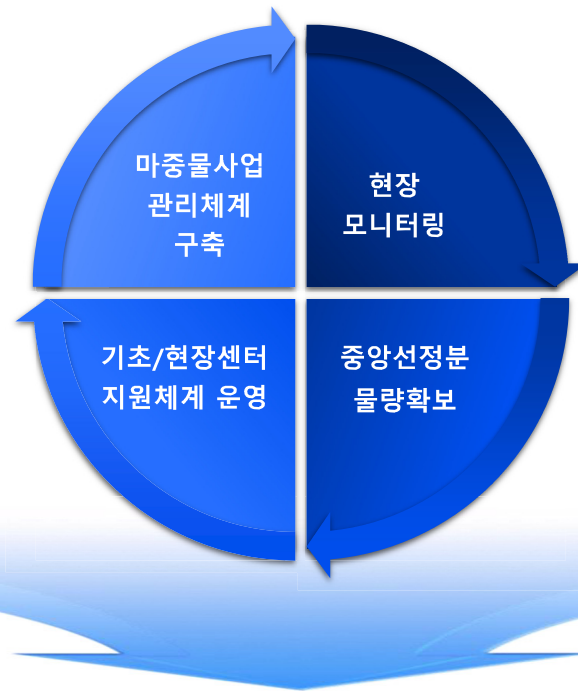 마중물사업
관리체계
구축
현장
모니터링
기초/현장센터
지원체계 운영
중앙선정분
물량확보